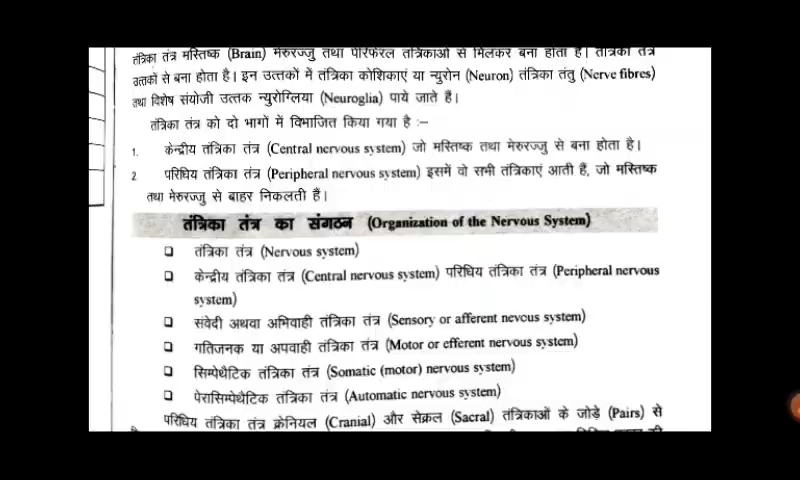 तंत्रिका तंत्र मस्तिष्क (Brain) मेरुरज्जु तथा पेरिफेरल तंत्रिकाओं से मिलकर बना होता है। तंत्रिका तंत्र
उत्तकों से बना होता है। इन उत्तकों में तंत्रिका कोशिकाएं या न्युरोन (Neuron) तंत्रिका तंतु (Nerve fibres)
तथा विशेष संयोजी उत्तक न्युरोग्लिया (Neuroglia) पाये जाते हैं।
तंत्रिका तंत्र को दो भागों में विभाजित किया गया है :–
1. केन्द्रीय तंत्रिका तंत्र (Central nervous system) जो मस्तिष्क तथा मेरुरज्जु से बना होता है।
2 परिधिय तंत्रिका तंत्र (Peripheral nervous system) इसमें वो सभी तंत्रिकाएं आती हैं, जो मस्तिष्क
तथा मेरुरज्जु से बाहर निकलती हैं।
तंत्रिका तंत्र का संगठन (Organization of the Nervous System)
❑ तंत्रिका तंत्र (Nervous system)
❑ केन्द्रीय तंत्रिका तंत्र (Central nervous system) परिधिय तंत्रिका तंत्र (Peripheral nervous
system)
❑ संवेदी अथवा अभिवाही तंत्रिका तंत्र (Sensory or afferent nevous system)
❑ गतिजनक या अपवाही तंत्रिका तंत्र (Motor or efferent nervous system)
❑ सिम्पेथैटिक तंत्रिका तंत्र (Somatic (motor) nervous system)
❑ पेरासिम्पेथैटिक तंत्रिका तंत्र (Automatic nervous system)
परिधिय तंत्रिका तंत्र क्रेनियल (Cranial) और सेक्रल (Sacral) तंत्रिकाओं के जोड़े (Pairs) से